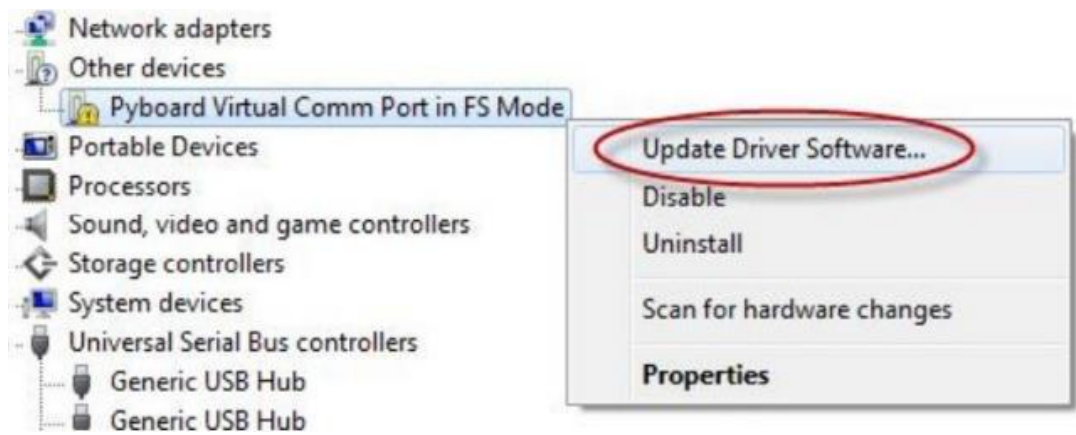 Network adapters
Other devices
Pyboard Virtual Comm Port in FS Mode
Portable Devices
Processors
Sound, video and game controllers
Storage controllers
System devices
Universal Serial Bus controllers
Generic USB Hub
Generic USB Hub
Update Driver Software...
Disable
Uninstall
Scan for hardware changes
Properties